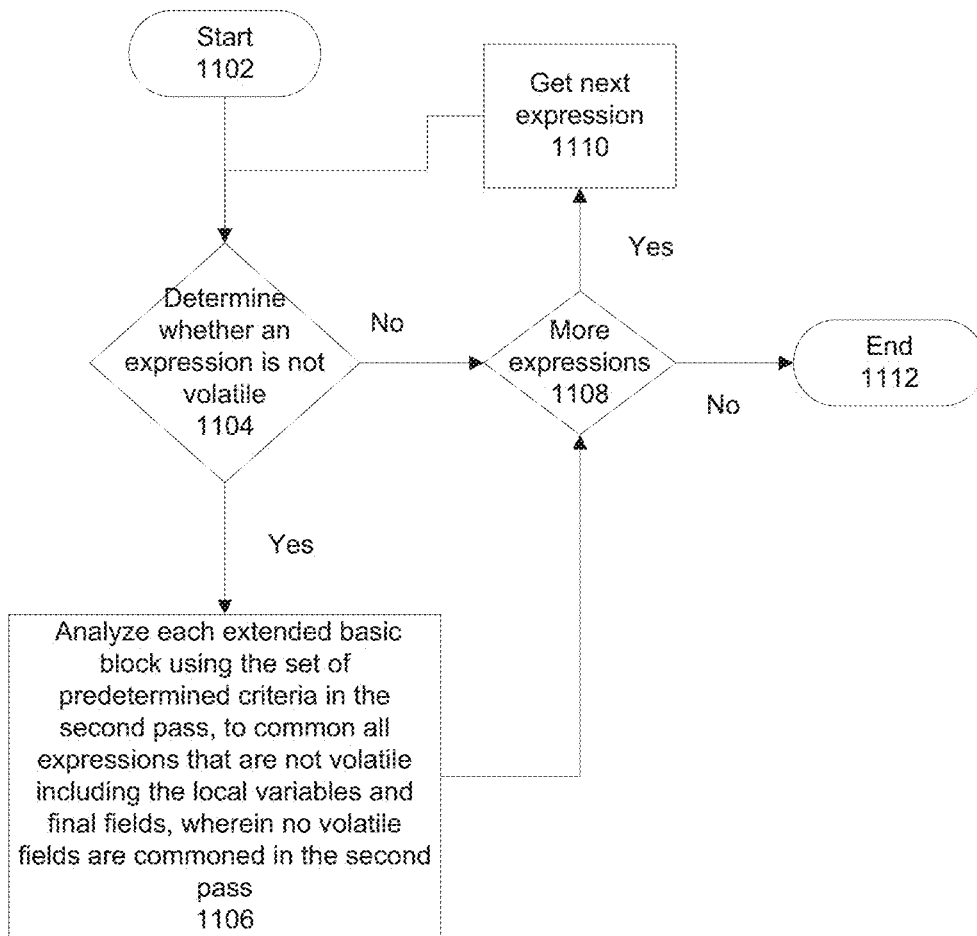 Start
1102
Get next
expression
1110
Yes
Determine
whether an
expression is not
volatile
1104
No
More
expressions
1108
No
End
1112
Yes
Analyze each extended basic
block using the set of
predetermined criteria in the
second pass, to common all
expressions that are not volatile
including the local variables and
final fields, wherein no volatile
fields are commoned in the second
pass
1106